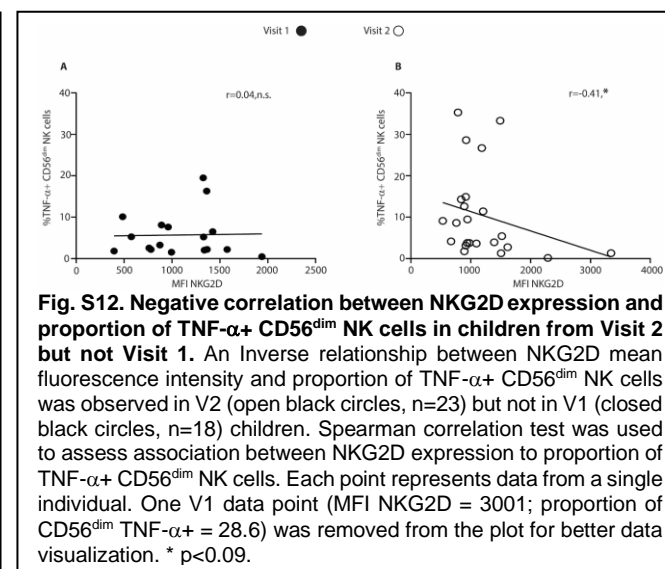 Visit 1 ● Visit 2 ○
A B
r=0.04,n.s. r=-0.41,*
%TNF-α+ CD56dim NK cells
40
30
20
10
0
0 500 1000 1500 2000 2500
MFI NKG2D
%TNF-α+ CD56dim NK cells
40
30
20
10
0
0 1000 2000 3000 4000
MFI NKG2D
Fig. S12. Negative correlation between NKG2D expression and
proportion of TNF-α+ CD56dim NK cells in children from Visit 2
but not Visit 1. An Inverse relationship between NKG2D mean
fluorescence intensity and proportion of TNF-α+ CD56dim NK cells
was observed in V2 (open black circles, n=23) but not in V1 (closed
black circles, n=18) children. Spearman correlation test was used
to assess association between NKG2D expression to proportion of
TNF-α+ CD56dim NK cells. Each point represents data from a single
individual. One V1 data point (MFI NKG2D = 3001; proportion of
CD56dim TNF-α+ = 28.6) was removed from the plot for better data
visualization. * p<0.09.